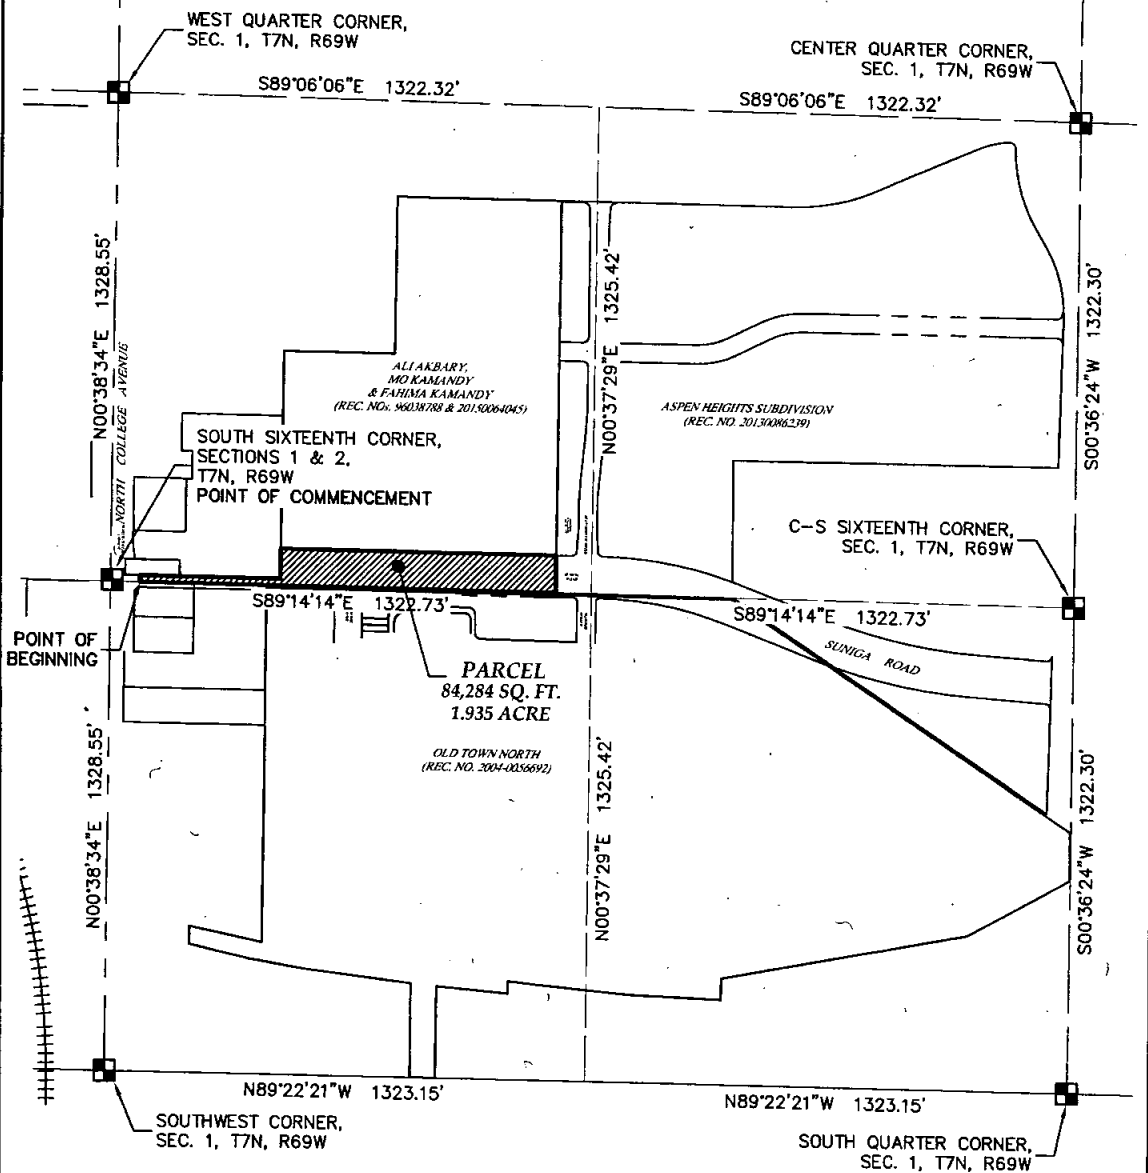 WEST QUARTER CORNER,
SEC. 1, T7N, R69W
CENTER QUARTER CORNER,
SEC. 1, T7N, R69W
S89°06'06"E 1322.32'
S89°06'06"E 1322.32'
N00°38'34"E 1328.55'
NORTH COLLEGE AVENUE
N00°37'29"E 1325.42'
S00°36'24"W 1322.30'
ALI AKBARY,
MO KAMANDY
& FAHIMA KAMANDY
(REC. NOs. 96038788 & 20150064045)
ASPEN HEIGHTS SUBDIVISION
(REC. NO. 20130086239)
SOUTH SIXTEENTH CORNER,
SECTIONS 1 & 2,
T7N, R69W
POINT OF COMMENCEMENT
C-S SIXTEENTH CORNER,
SEC. 1, T7N, R69W
S89°14'14"E 1322.73'
S89°14'14"E 1322.73'
POINT OF
BEGINNING
SUNIGA ROAD
PARCEL
84,284 SQ. FT.
1.935 ACRE
OLD TOWN NORTH
(REC. NO. 2004-0056692)
N00°38'34"E 1328.55'
N00°37'29"E 1325.42'
S00°36'24"W 1322.30'
N89°22'21"W 1323.15'
N89°22'21"W 1323.15'
SOUTHWEST CORNER,
SEC. 1, T7N, R69W
SOUTH QUARTER CORNER,
SEC. 1, T7N, R69W